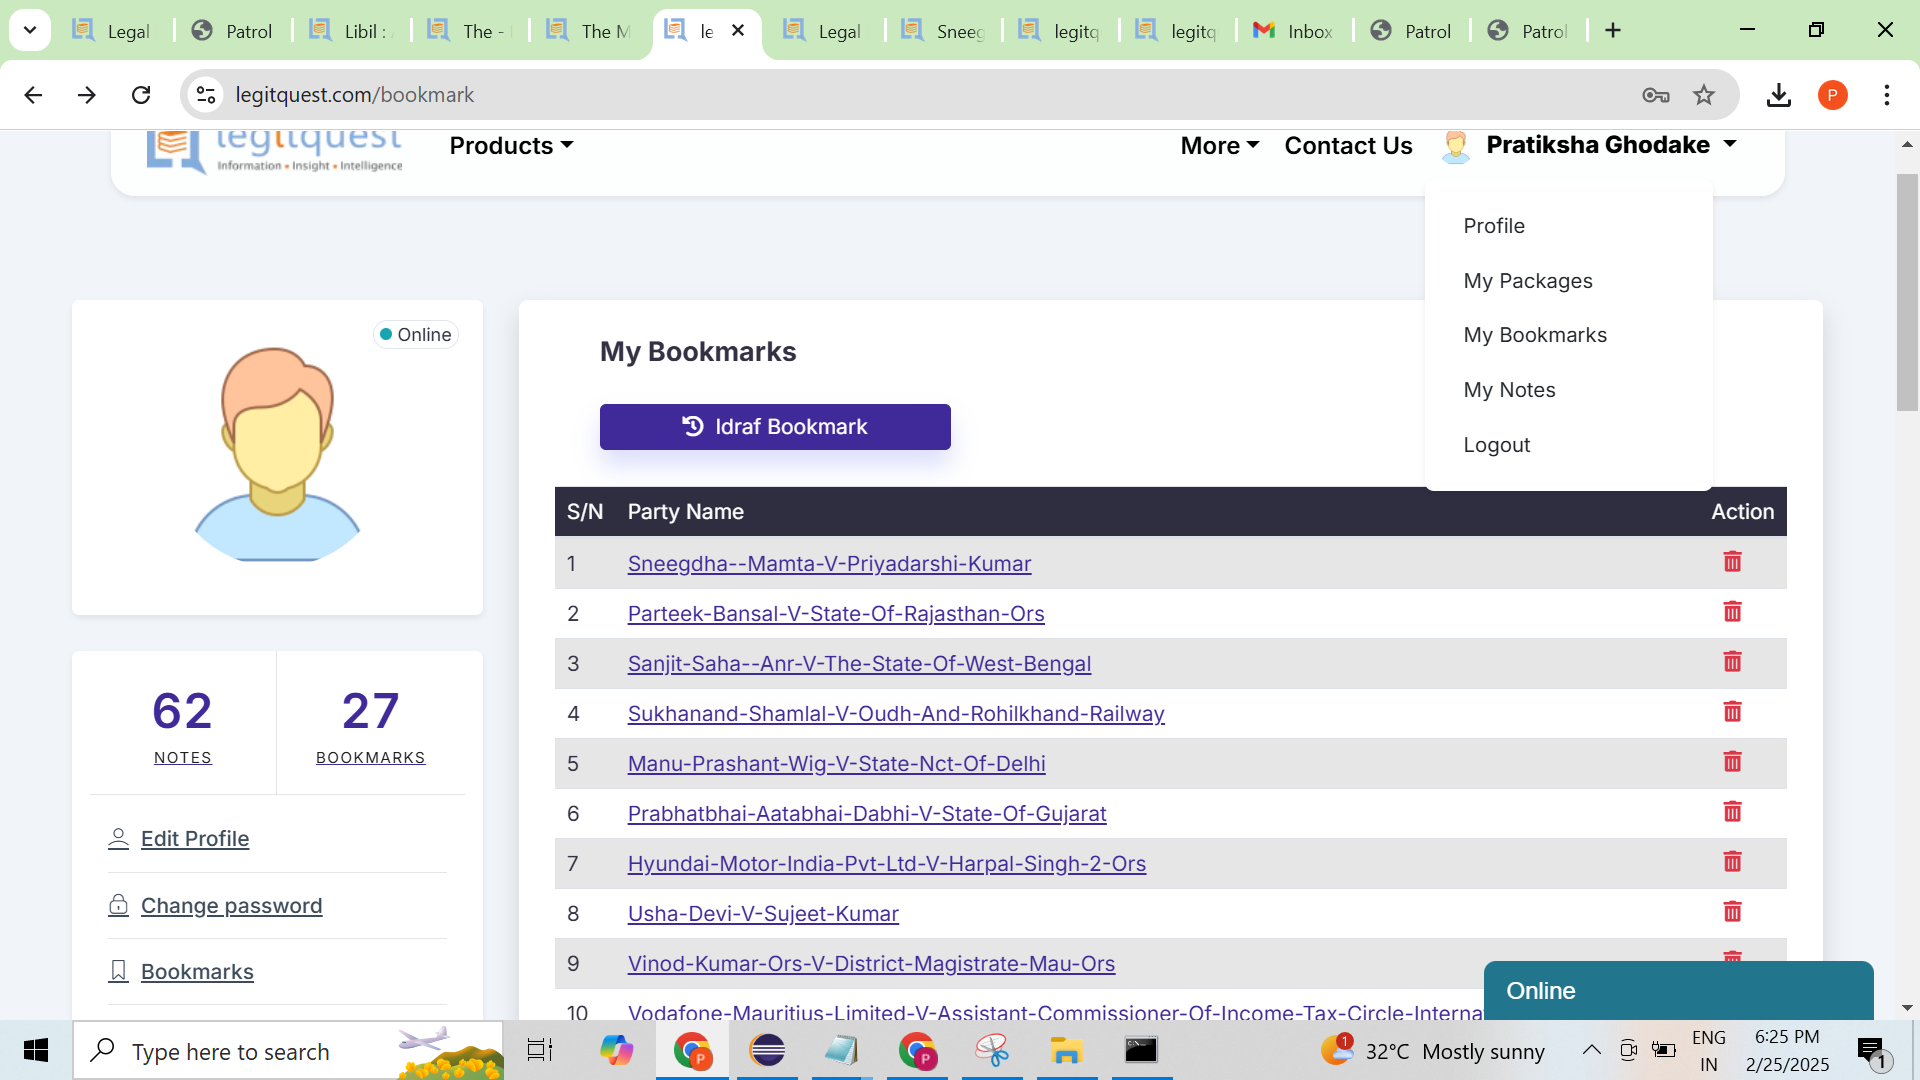 Legal
Patrol
Libil :
The -
The M
le
Legal
Sneeg
legitq
legitq
Inbox
Patrol
Patrol
legitquest.com/bookmark
P
legitquest
Information • Insight • Intelligence
Products
More
Contact Us
Pratiksha Ghodake
Profile
My Packages
My Bookmarks
My Notes
Logout
Online
My Bookmarks
Idraf Bookmark
S/N Party Name Action
1 Sneegdha--Mamta-V-Priyadarshi-Kumar
2 Parteek-Bansal-V-State-Of-Rajasthan-Ors
3 Sanjit-Saha--Anr-V-The-State-Of-West-Bengal
4 Sukhanand-Shamlal-V-Oudh-And-Rohilkhand-Railway
5 Manu-Prashant-Wig-V-State-Nct-Of-Delhi
6 Prabhatbhai-Aatabhai-Dabhi-V-State-Of-Gujarat
7 Hyundai-Motor-India-Pvt-Ltd-V-Harpal-Singh-2-Ors
8 Usha-Devi-V-Sujeet-Kumar
9 Vinod-Kumar-Ors-V-District-Magistrate-Mau-Ors
10 Vodafone-Mauritius-Limited-V-Assistant-Commissioner-Of-Income-Tax-Circle-Interna
62
NOTES
27
BOOKMARKS
Edit Profile
Change password
Bookmarks
Online
Type here to search
P
P
1
32°C Mostly sunny
ENG
IN
6:25 PM
2/25/2025
1